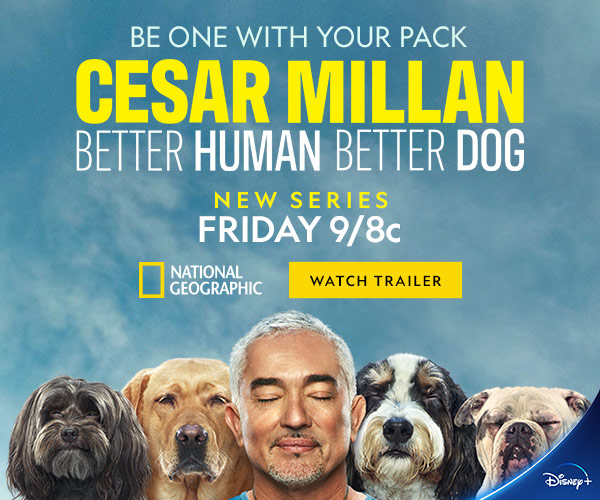 BE ONE WITH YOUR PACK
CESAR MILLAN
BETTER HUMAN BETTER DOG
NEW SERIES
FRIDAY 9/8c
NATIONAL
GEOGRAPHIC
WATCH TRAILER
Disney+